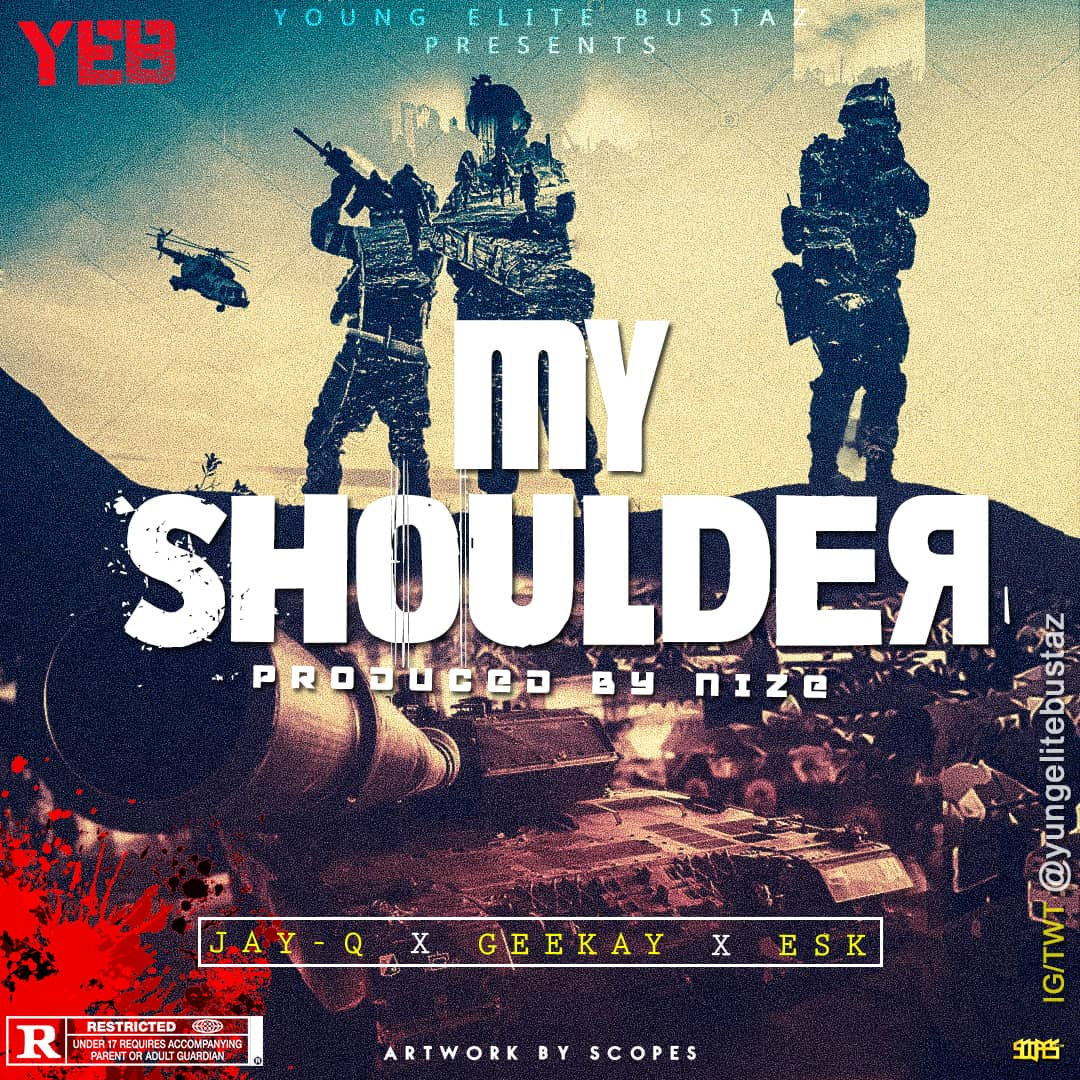 YEB
YOUNG ELITE BUSTAZ
PRESENTS
MY
SHOULDER
PRODUCED BY NIZE
IG/TWT @yungelitebustaz
JAY-Q X GEEKAY X ESK
R
RESTRICTED
UNDER 17 REQUIRES ACCOMPANYING
PARENT OR ADULT GUARDIAN
ARTWORK BY SCOPES